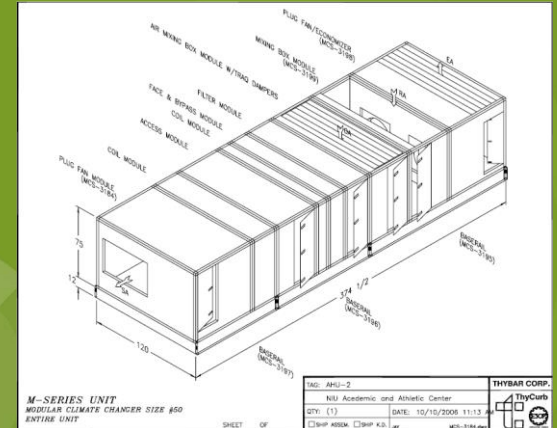 PLUG FAN/ECONOMIZER
(MCS-3198)
MIXING BOX MODULE
(MCS-3199)
AIR MIXING BOX MODULE W/TRAQ DAMPERS
FILTER MODULE
FACE & BYPASS MODULE
COIL MODULE
ACCESS MODULE
COIL MODULE
PLUG FAN MODULE
(MCS-3184)
EA
RA
OA
SA
75
12
120
374 1/2
BASERAIL
(MCS-3195)
BASERAIL
(MCS-3196)
BASERAIL
(MCS-3197)
M-SERIES UNIT
MODULAR CLIMATE CHANGER SIZE #50
ENTIRE UNIT
SHEET OF
TAG: AHU-2
NIU Academic and Athletic Center
QTY: (1) DATE: 10/10/2006 11:13 AM
SHIP ASSEM. SHIP K.D.
THYBAR CORP.
ThyCurb